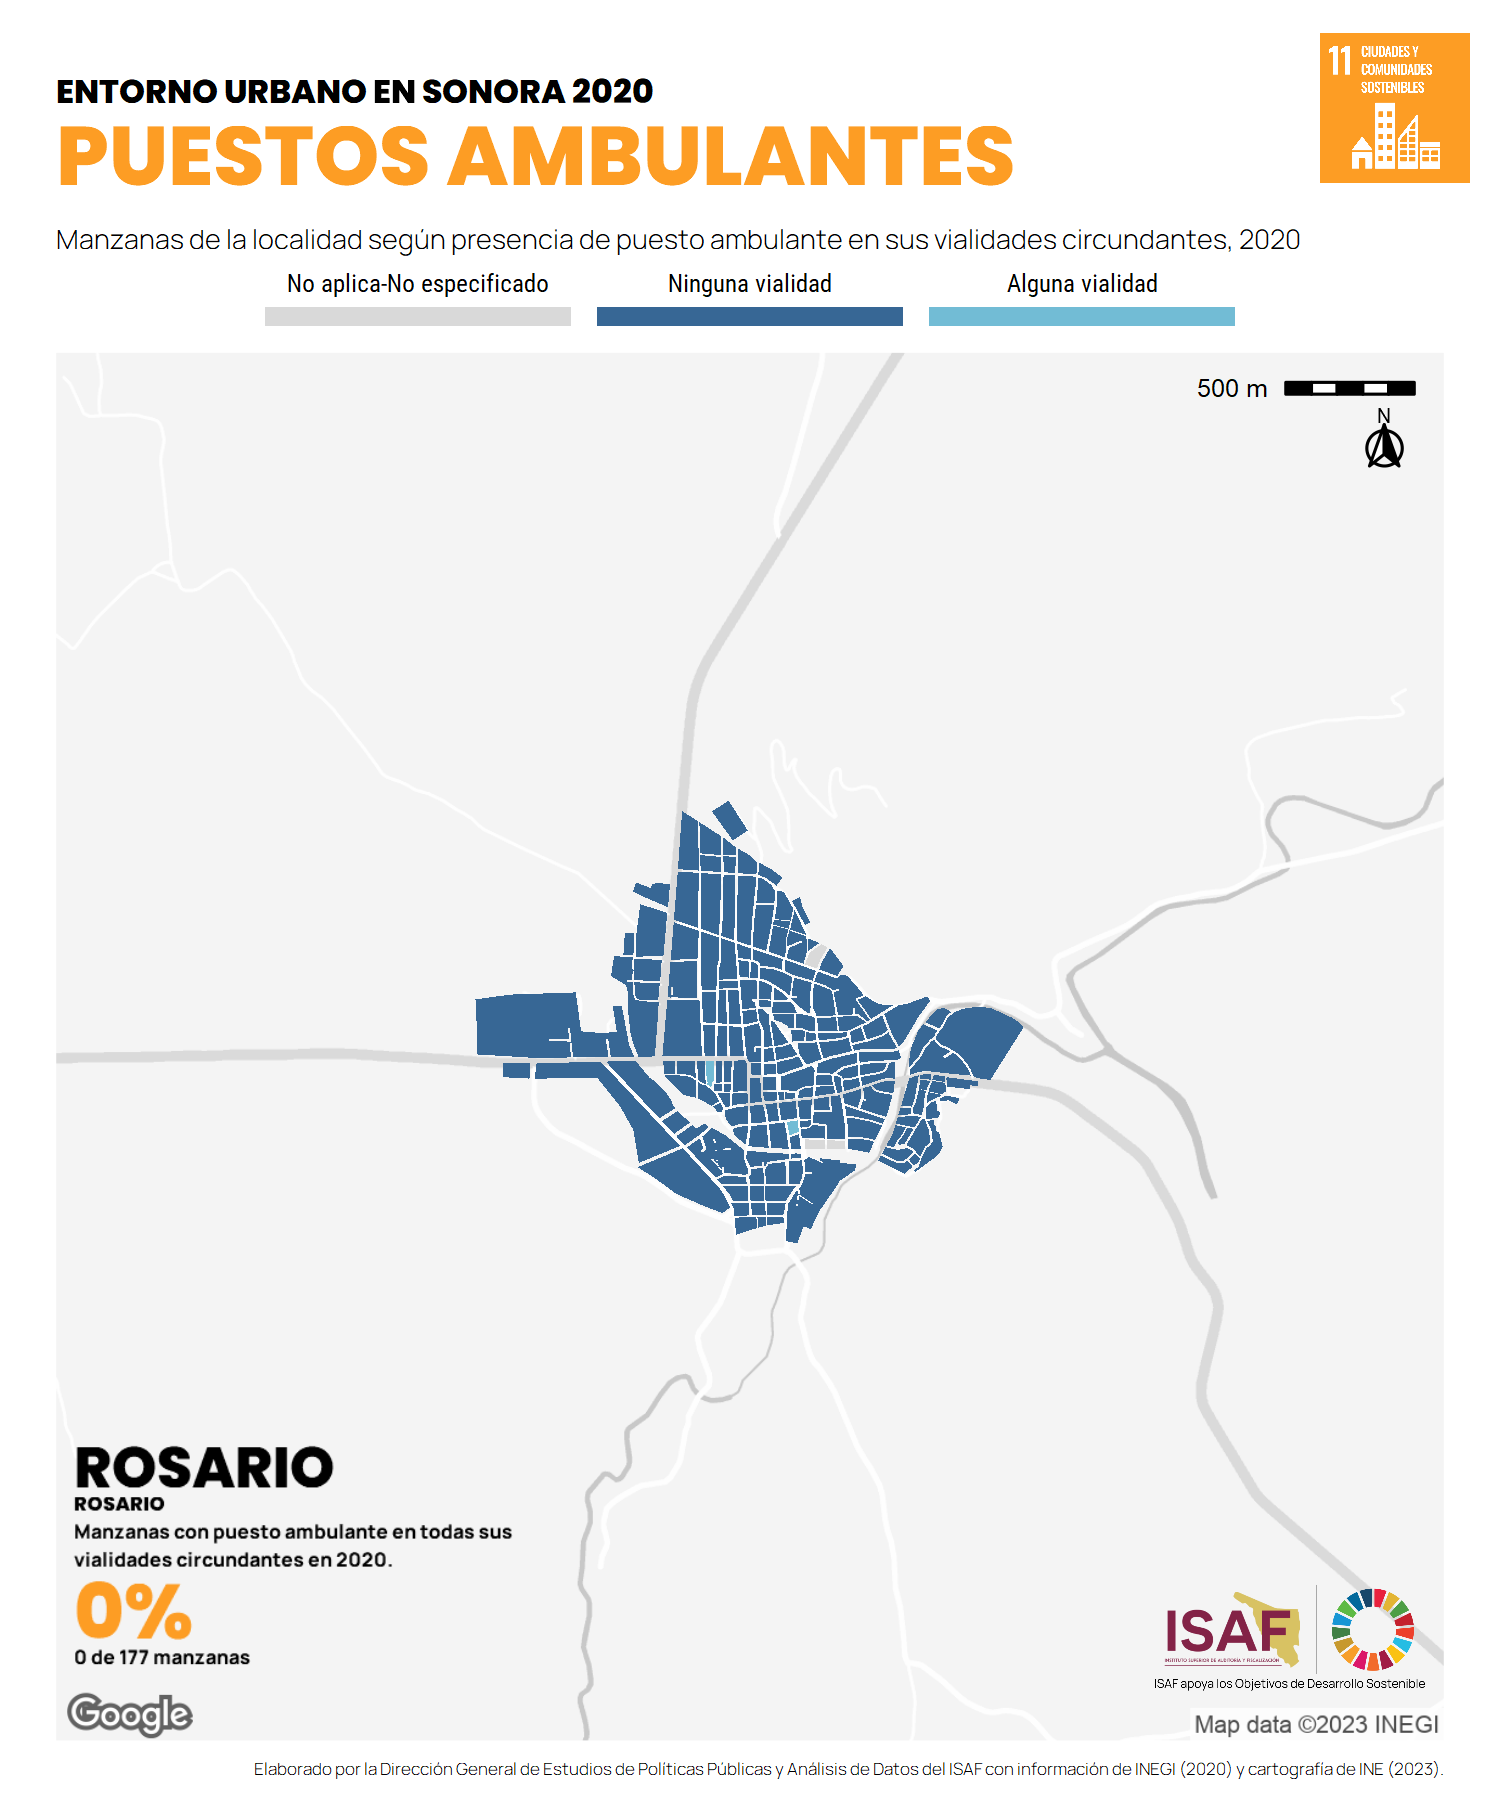 11 CIUDADES Y
COMUNIDADES
SOSTENIBLES
ENTORNO URBANO EN SONORA 2020
PUESTOS AMBULANTES
Manzanas de la localidad según presencia de puesto ambulante en sus vialidades circundantes, 2020
No aplica-No especificado
Ninguna vialidad
Alguna vialidad
500 m
N
ROSARIO
ROSARIO
Manzanas con puesto ambulante en todas sus
vialidades circundantes en 2020.
0%
0 de 177 manzanas
Google
ISAF
INSTITUTO SUPERIOR DE AUDITORÍA Y FISCALIZACIÓN
ISAF apoya los Objetivos de Desarrollo Sostenible
Map data ©2023 INEGI
Elaborado por la Dirección General de Estudios de Políticas Públicas y Análisis de Datos del ISAF con información de INEGI (2020) y cartografía de INE (2023).